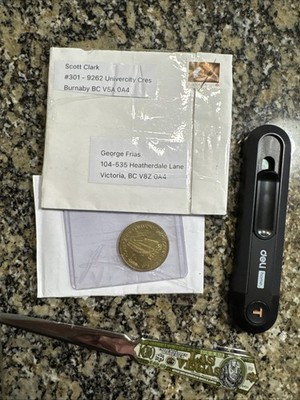 Scott Clark
#301 - 9262 University Cres
Burnaby BC V5A 0A4
George Frias
104-535 Heatherdale Lane
Victoria, BC V8Z 0A4
deli